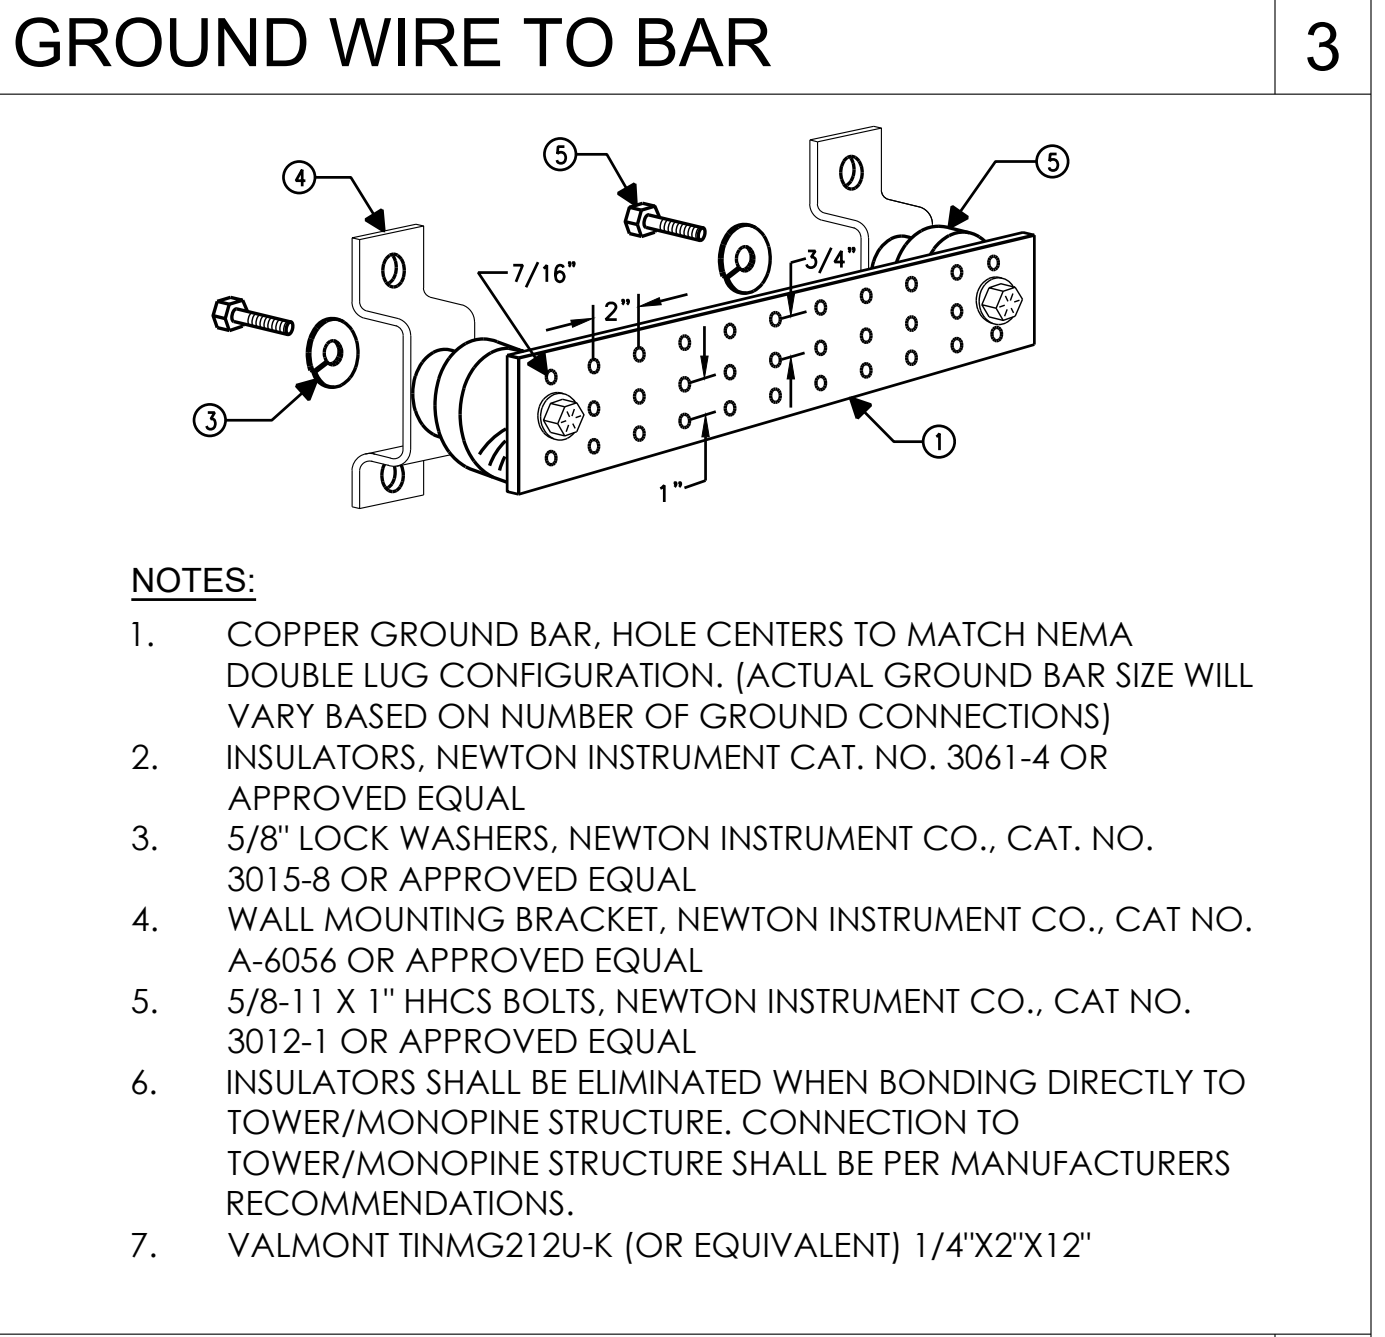 GROUND WIRE TO BAR 3
5
5
4
3/4"
7/16"
2"
3
1
1"
NOTES:
1. COPPER GROUND BAR, HOLE CENTERS TO MATCH NEMA
DOUBLE LUG CONFIGURATION. (ACTUAL GROUND BAR SIZE WILL
VARY BASED ON NUMBER OF GROUND CONNECTIONS)
2. INSULATORS, NEWTON INSTRUMENT CAT. NO. 3061-4 OR
APPROVED EQUAL
3. 5/8" LOCK WASHERS, NEWTON INSTRUMENT CO., CAT. NO.
3015-8 OR APPROVED EQUAL
4. WALL MOUNTING BRACKET, NEWTON INSTRUMENT CO., CAT NO.
A-6056 OR APPROVED EQUAL
5. 5/8-11 X 1" HHCS BOLTS, NEWTON INSTRUMENT CO., CAT NO.
3012-1 OR APPROVED EQUAL
6. INSULATORS SHALL BE ELIMINATED WHEN BONDING DIRECTLY TO
TOWER/MONOPINE STRUCTURE. CONNECTION TO
TOWER/MONOPINE STRUCTURE SHALL BE PER MANUFACTURERS
RECOMMENDATIONS.
7. VALMONT TINMG212U-K (OR EQUIVALENT) 1/4"X2"X12"